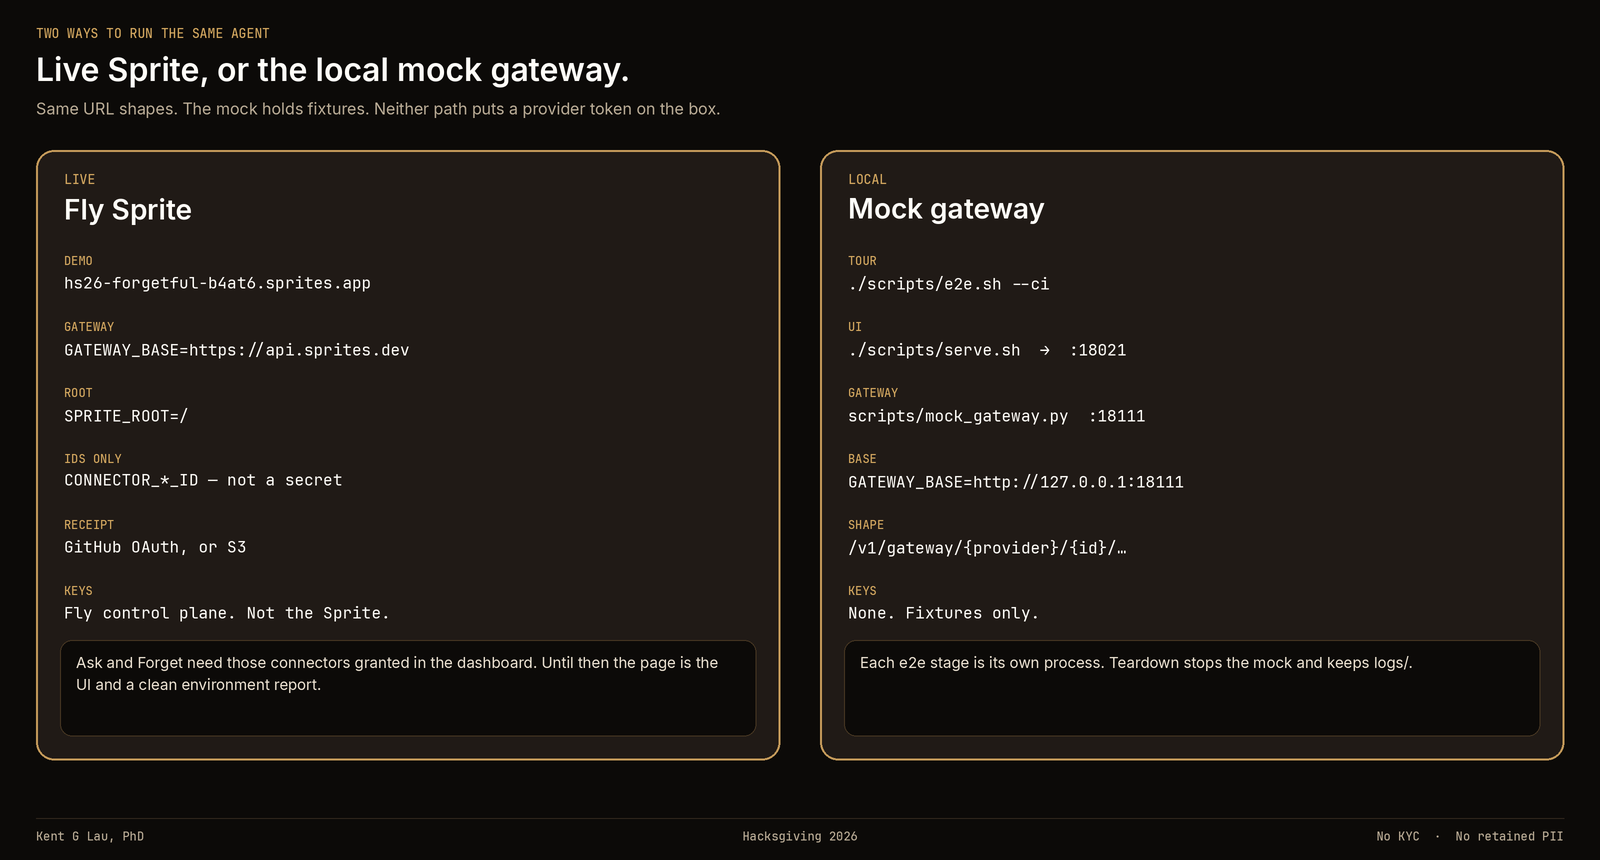 TWO WAYS TO RUN THE SAME AGENT
Live Sprite, or the local mock gateway.
Same URL shapes. The mock holds fixtures. Neither path puts a provider token on the box.
LIVE
Fly Sprite
DEMO
hs26-forgetful-b4at6.sprites.app
GATEWAY
GATEWAY_BASE=https://api.sprites.dev
ROOT
SPRITE_ROOT=/
IDS ONLY
CONNECTOR_*_ID — not a secret
RECEIPT
GitHub OAuth, or S3
KEYS
Fly control plane. Not the Sprite.
Ask and Forget need those connectors granted in the dashboard. Until then the page is the
UI and a clean environment report.
LOCAL
Mock gateway
TOUR
./scripts/e2e.sh --ci
UI
./scripts/serve.sh → :18021
GATEWAY
scripts/mock_gateway.py :18111
BASE
GATEWAY_BASE=http://127.0.0.1:18111
SHAPE
/v1/gateway/{provider}/{id}/…
KEYS
None. Fixtures only.
Each e2e stage is its own process. Teardown stops the mock and keeps logs/.
Kent G Lau, PhD
Hacksgiving 2026
No KYC · No retained PII